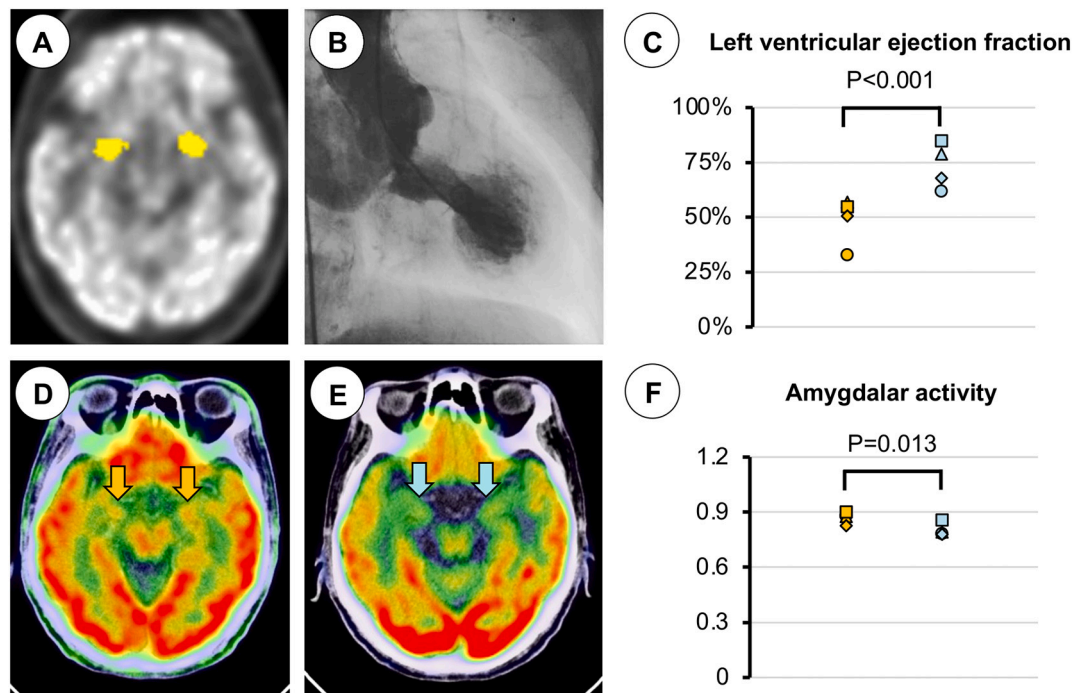 A
B
C
Left ventricular ejection fraction
P<0.001
100%
75%
50%
25%
0%
D
E
F
Amygdalar activity
P=0.013
1.2
0.9
0.6
0.3
0